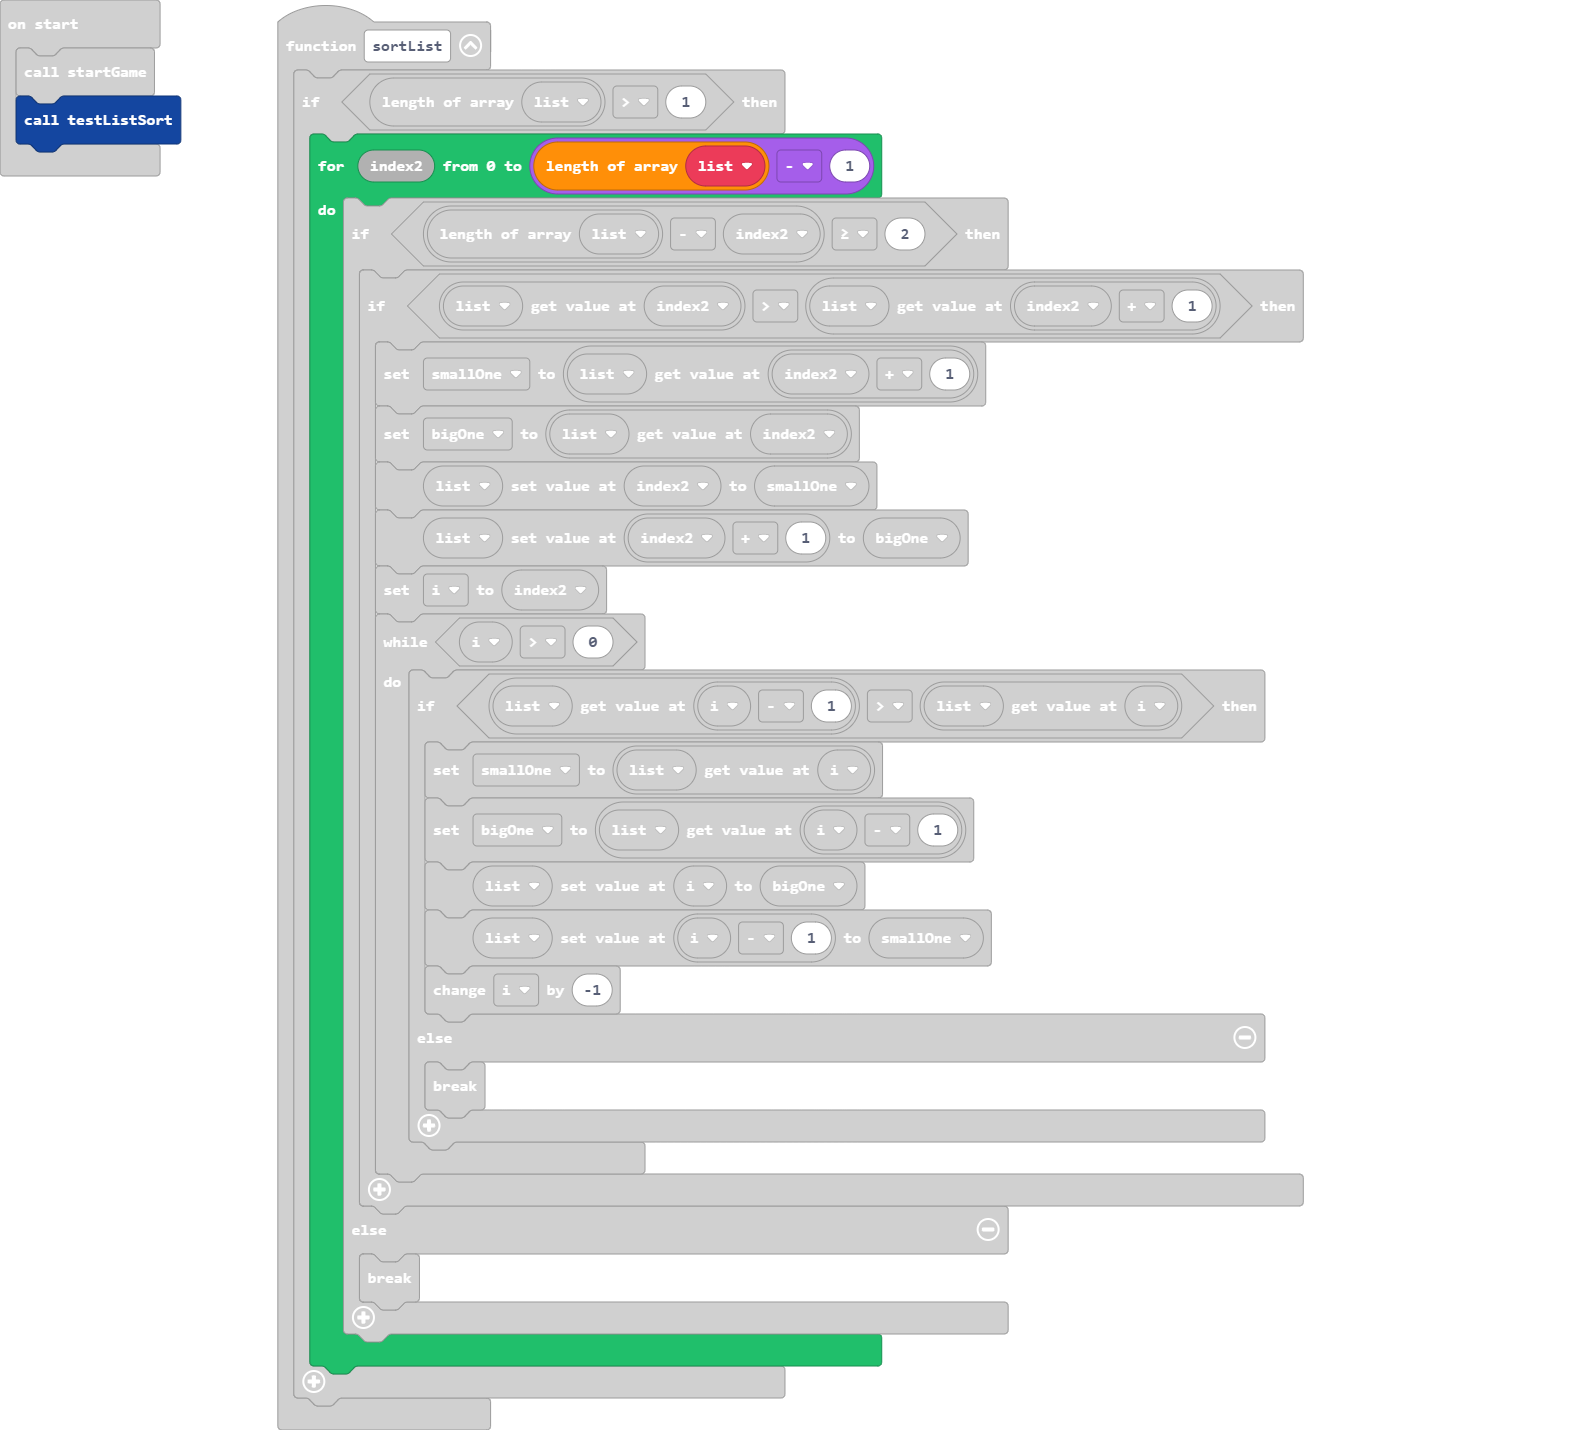 on start
call startGame
call testListSort
function sortList
if length of array list > 1 then
for index2 from 0 to length of array list - 1
do
if length of array list - index2 ≥ 2 then
if list get value at index2 > list get value at index2 + 1 then
set smallOne to list get value at index2 + 1
set bigOne to list get value at index2
list set value at index2 to smallOne
list set value at index2 + 1 to bigOne
set i to index2
while i > 0
do
if list get value at i - 1 > list get value at i then
set smallOne to list get value at i
set bigOne to list get value at i - 1
list set value at i to bigOne
list set value at i - 1 to smallOne
change i by -1
else
break
else
break